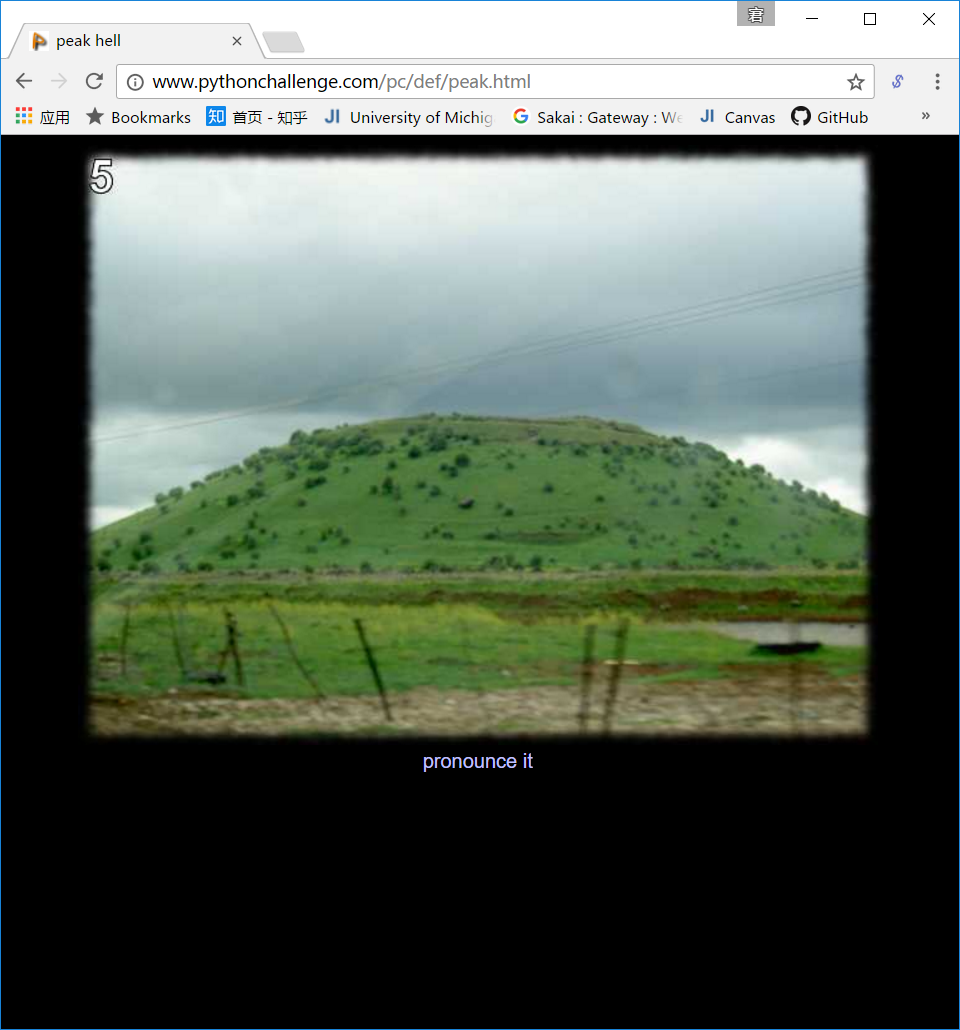 窘
peak hell
www.pythonchallenge.com/pc/def/peak.html
应用 Bookmarks 知 首页 - 知乎 JI University of Michig G Sakai : Gateway : We JI Canvas GitHub »
5
pronounce it